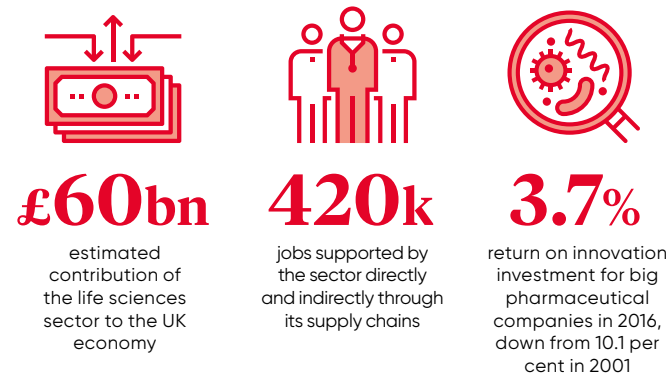 £60bn
estimated
contribution of
the life sciences
sector to the UK
economy
420k
jobs supported by
the sector directly
and indirectly through
its supply chains
3.7%
return on innovation
investment for big
pharmaceutical
companies in 2016,
down from 10.1 per
cent in 2001